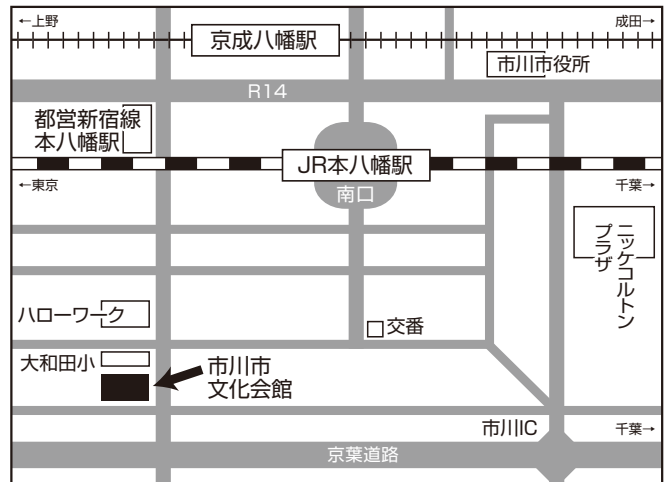 ←上野
成田→
京成八幡駅
市川市役所
R14
都営新宿線
本八幡駅
JR本八幡駅
←東京
南口
千葉→
ニッケコルトン
プラザ
ハローワーク
交番
大和田小
市川市
文化会館
市川IC
千葉→
京葉道路